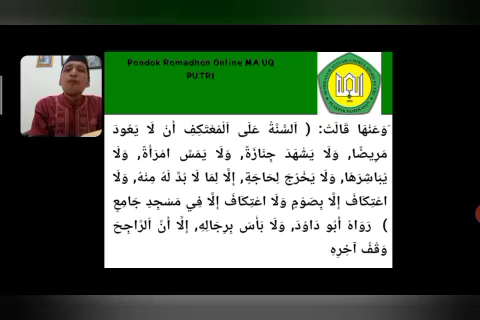 Pondok Romadhon Online MA UQ
PUTRI
وَعَنْهَا قَالَتْ: ( اَلسُّنَّةُ عَلَى اَلْمُعْتَكِفِ أَنْ لَا يَعُودَ
مَرِيضًا, وَلَا يَشْهَدَ جِنَازَةً, وَلَا يَمَسَّ امْرَأَةً, وَلَا
يُبَاشِرَهَا, وَلَا يَخْرُجَ لِحَاجَةٍ, إِلَّا لِمَا لَا بُدَّ لَهُ مِنْهُ, وَلَا
اعْتِكَافَ إِلَّا بِصَوْمٍ وَلَا اعْتِكَافَ إِلَّا فِي مَسْجِدٍ جَامِعٍ
) رَوَاهُ أَبُو دَاوُدَ, وَلَا بَأْسَ بِرِجَالِهِ, إِلَّا أَنَّ اَلرَّاجِحَ
وَقْفُ آخِرِهِ